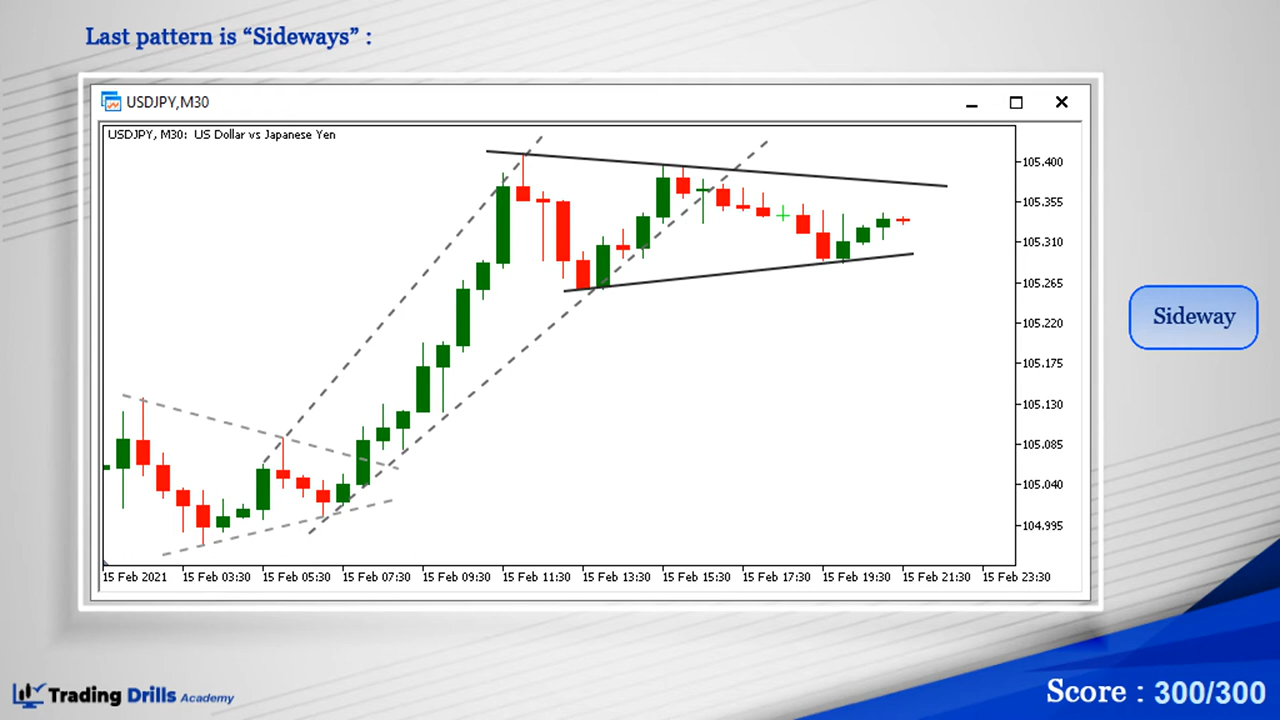 Last pattern is “Sideways” :
USDJPY,M30
USDJPY, M30: US Dollar vs Japanese Yen
105.400
105.355
105.310
105.265
105.220
105.175
105.130
105.085
105.040
104.995
15 Feb 2021 15 Feb 03:30 15 Feb 05:30 15 Feb 07:30 15 Feb 09:30 15 Feb 11:30 15 Feb 13:30 15 Feb 15:30 15 Feb 17:30 15 Feb 19:30 15 Feb 21:30 15 Feb 23:30
Sideway
Trading Drills Academy
Score : 300/300